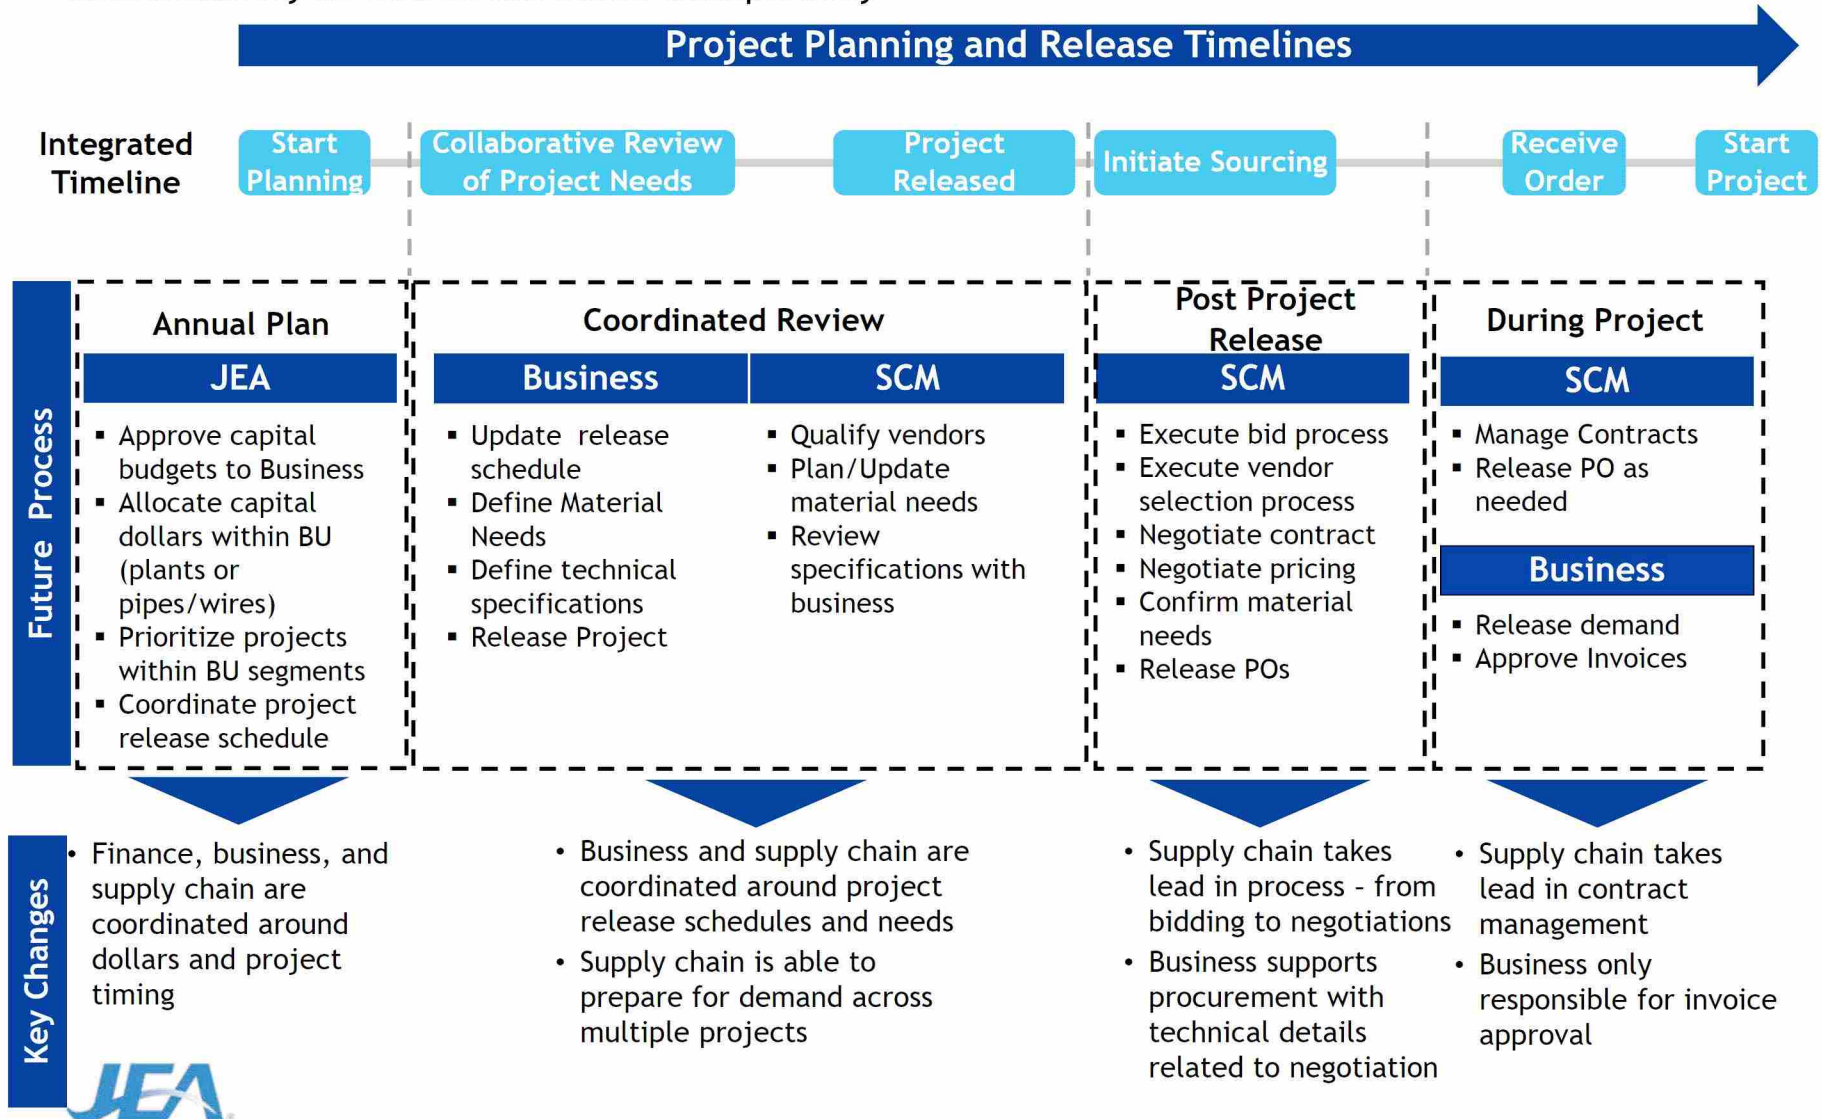 Project Planning and Release Timelines
Integrated
Timeline
Start
Planning
Collaborative Review
of Project Needs
Project
Released
Initiate Sourcing
Receive
Order
Start
Project
Future Process
Annual Plan
JEA
▪ Approve capital
budgets to Business
▪ Allocate capital
dollars within BU
(plants or
pipes/wires)
▪ Prioritize projects
within BU segments
▪ Coordinate project
release schedule
Coordinated Review
Business
▪ Update release
schedule
▪ Define Material
Needs
▪ Define technical
specifications
▪ Release Project
SCM
▪ Qualify vendors
▪ Plan/Update
material needs
▪ Review
specifications with
business
Post Project
Release
SCM
▪ Execute bid process
▪ Execute vendor
selection process
▪ Negotiate contract
▪ Negotiate pricing
▪ Confirm material
needs
▪ Release POs
During Project
SCM
▪ Manage Contracts
▪ Release PO as
needed
Business
▪ Release demand
▪ Approve Invoices
Key Changes
• Finance, business, and
supply chain are
coordinated around
dollars and project
timing
• Business and supply chain are
coordinated around project
release schedules and needs
• Supply chain is able to
prepare for demand across
multiple projects
• Supply chain takes
lead in process - from
bidding to negotiations
• Business supports
procurement with
technical details
related to negotiation
• Supply chain takes
lead in contract
management
• Business only
responsible for invoice
approval
JEA